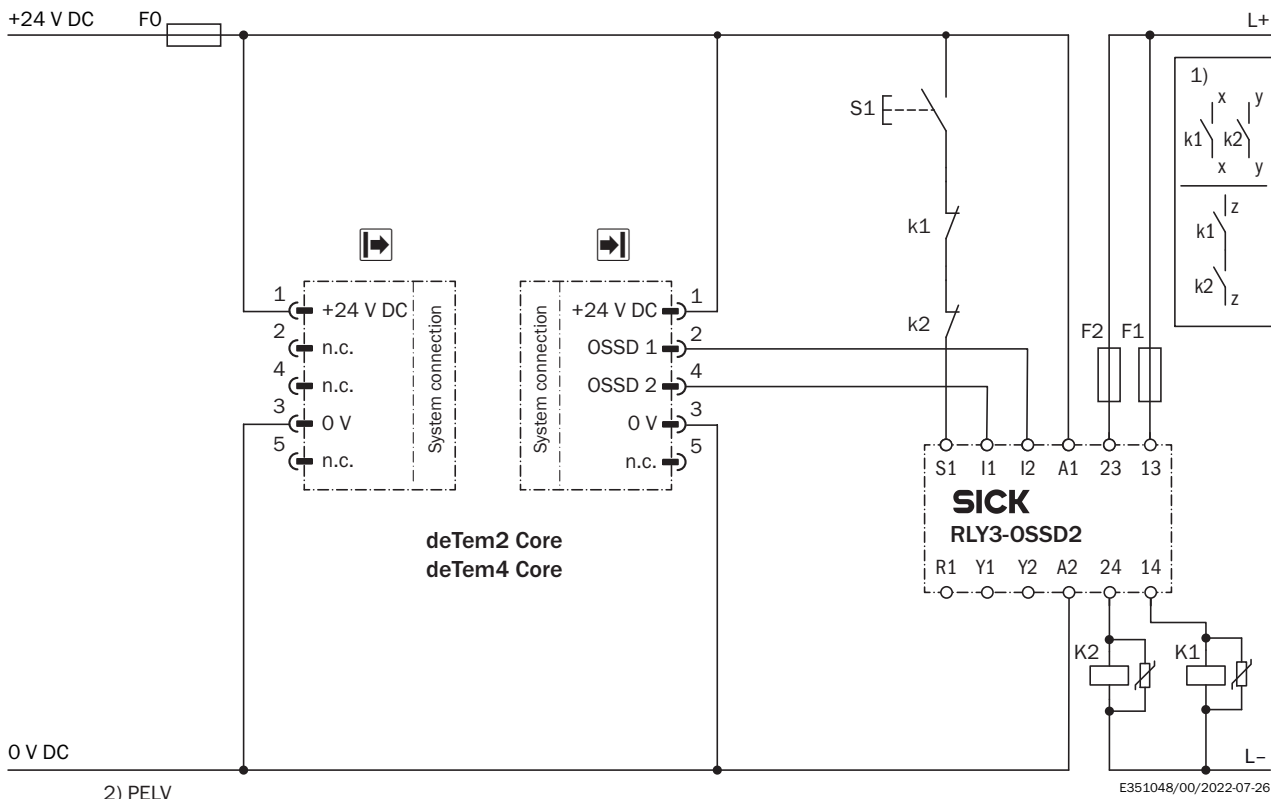 +24 V DC
F0
L+
1)
x
y
k1
k2
x
y
z
k1
k2
z
S1
k1
k2
1
+24 V DC
2
n.c.
4
n.c.
3
0 V
5
n.c.
System connection
System connection
+24 V DC
1
OSSD 1
2
OSSD 2
4
0 V
3
n.c.
5
deTem2 Core
deTem4 Core
F2
F1
S1
I1
I2
A1
23
13
SICK
RLY3-OSSD2
R1
Y1
Y2
A2
24
14
K2
K1
0 V DC
L–
2) PELV
E351048/00/2022-07-26